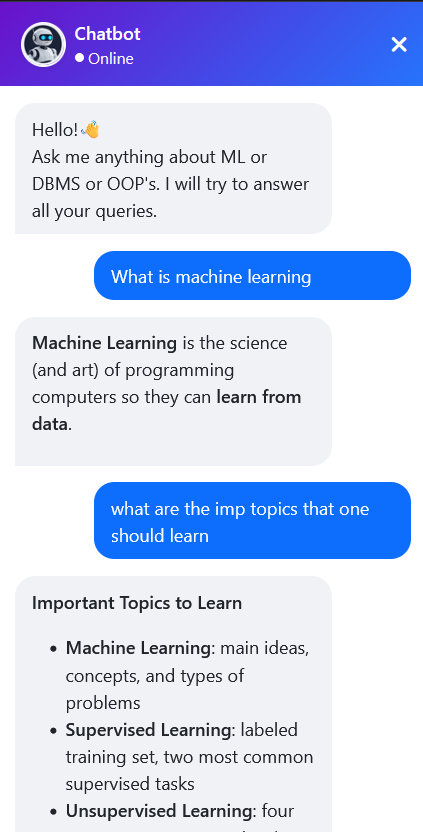 Chatbot
Online
Hello!👋
Ask me anything about ML or
DBMS or OOP's. I will try to answer
all your queries.
What is machine learning
Machine Learning is the science
(and art) of programming
computers so they can learn from
data.
what are the imp topics that one
should learn
Important Topics to Learn
• Machine Learning: main ideas,
concepts, and types of
problems
• Supervised Learning: labeled
training set, two most common
supervised tasks
• Unsupervised Learning: four